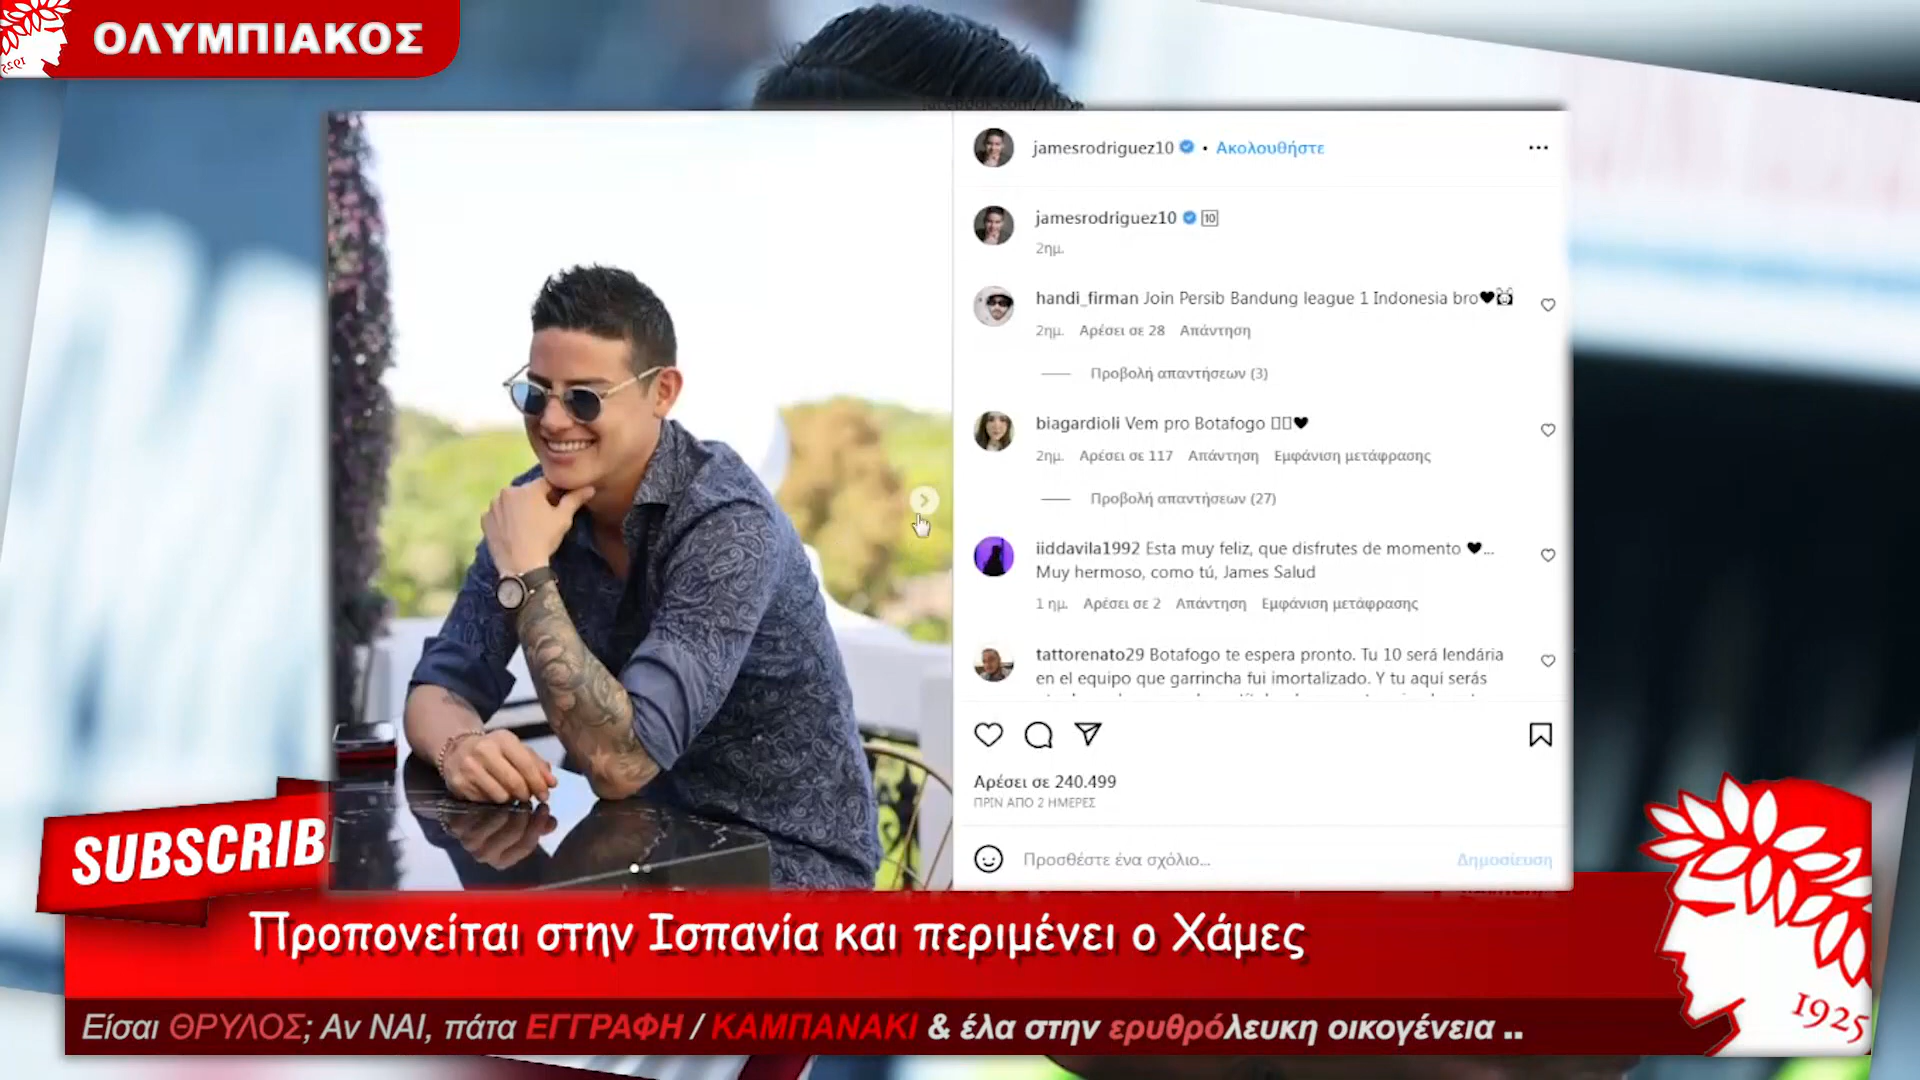 ΟΛΥΜΠΙΑΚΟΣ
1925
jamesrodriguez10 • Ακολουθήστε
jamesrodriguez10 10
2ημ.
handi_firman Join Persib Bandung league 1 Indonesia bro🖤🐼
2ημ. Αρέσει σε 28 Απάντηση
Προβολή απαντήσεων (3)
biagardioli Vem pro Botafogo ▯▯🖤
2ημ. Αρέσει σε 117 Απάντηση Εμφάνιση μετάφρασης
Προβολή απαντήσεων (27)
iiddavila1992 Esta muy feliz, que disfrutes de momento 🖤...
Muy hermoso, como tú, James Salud
1 ημ. Αρέσει σε 2 Απάντηση Εμφάνιση μετάφρασης
tattorenato29 Botafogo te espera pronto. Tu 10 será lendária
en el equipo que garrincha fui imortalizado. Y tu aqui serás
Αρέσει σε 240.499
ΠΡΙΝ ΑΠΟ 2 ΗΜΕΡΕΣ
Προσθέστε ένα σχόλιο...
Δημοσίευση
SUBSCRIB
Προπονείται στην Ισπανία και περιμένει ο Χάμες
Είσαι ΘΡΥΛΟΣ; Αν ΝΑΙ, πάτα ΕΓΓΡΑΦΗ / ΚΑΜΠΑΝΑΚΙ & έλα στην ερυθρόλευκη οικογένεια ..
1925